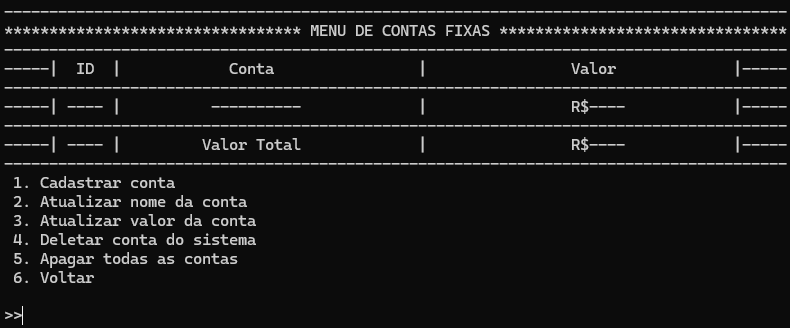 ---------------------------------------------------------------------------------------
********************************* MENU DE CONTAS FIXAS ********************************
---------------------------------------------------------------------------------------
-----|  ID  |            Conta                |                Valor             |-----
---------------------------------------------------------------------------------------
-----| ---- |          ----------             |                R$----            |-----
---------------------------------------------------------------------------------------
-----| ---- |         Valor Total             |                R$----            |-----
---------------------------------------------------------------------------------------
 1. Cadastrar conta
 2. Atualizar nome da conta
 3. Atualizar valor da conta
 4. Deletar conta do sistema
 5. Apagar todas as contas
 6. Voltar
>>